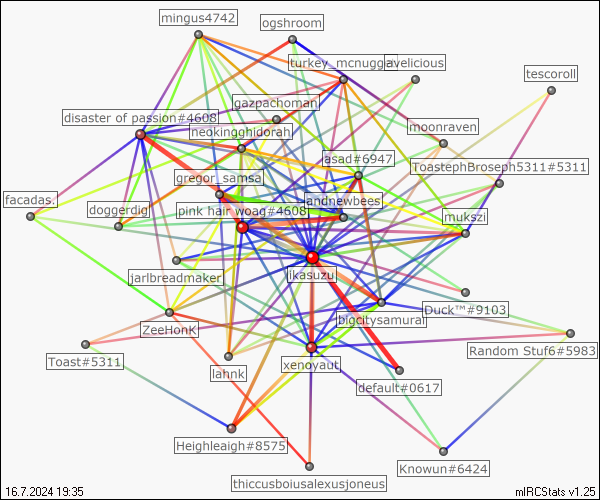 mingus4742
ogshroom
turkey_mcnugge
avelicious
tescoroll
gazpachoman
disaster of passion#4608
neokingghidorah
moonraven
asad#6947
ToastephBroseph5311#5311
gregori_samsa
facadas.
andnewbees
doggerdig
pink hair woag#4608
mukszi
ikasuzu
jarlbreadmaker
Duck™#9103
bigcitysamurai
ZeeHonK
Random Stuf6#5983
Toast#5311
xenoyaut
lahnk
default#0617
Heighleaigh#8575
Knowun#6424
thiccusboiusalexusjoneus
16.7.2024 19:35
mIRCStats v1.25